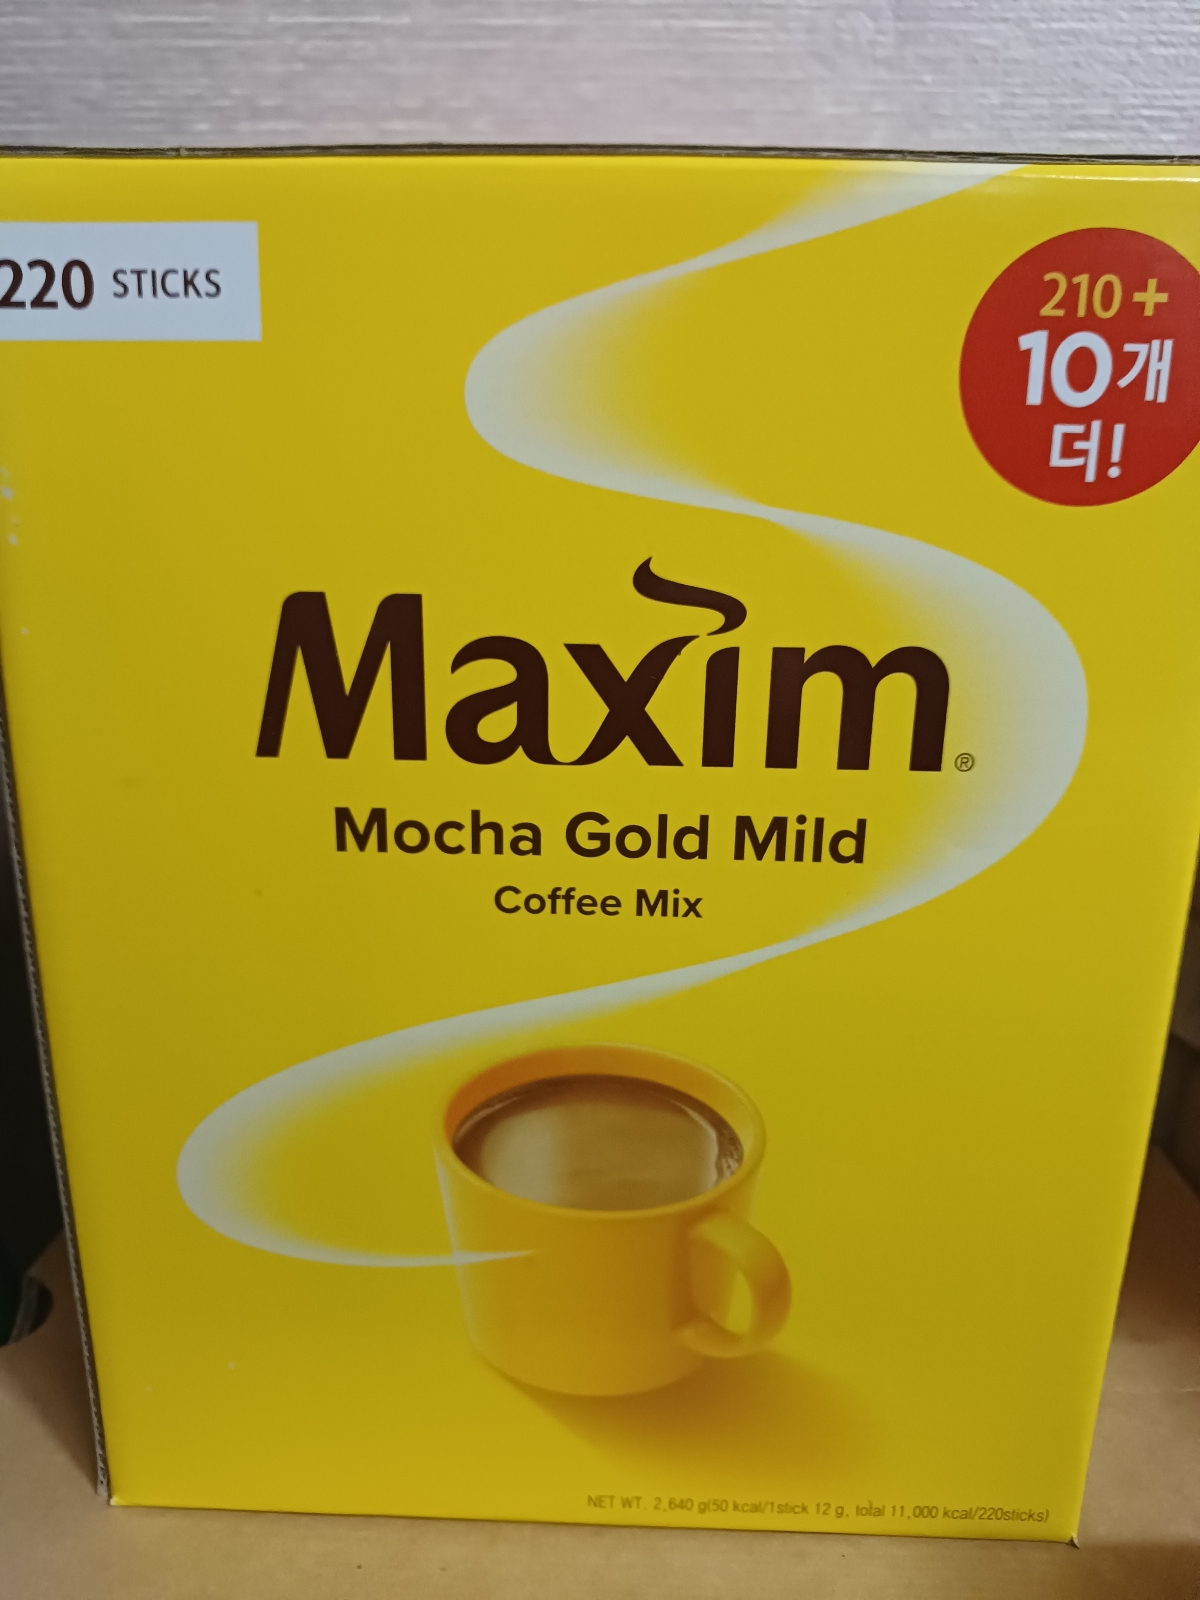 220 STICKS
210+
10개
더!
Maxim®
Mocha Gold Mild
Coffee Mix
NET WT. 2,640 g(50 kcal/1stick 12 g, total 11,000 kcal/220sticks)